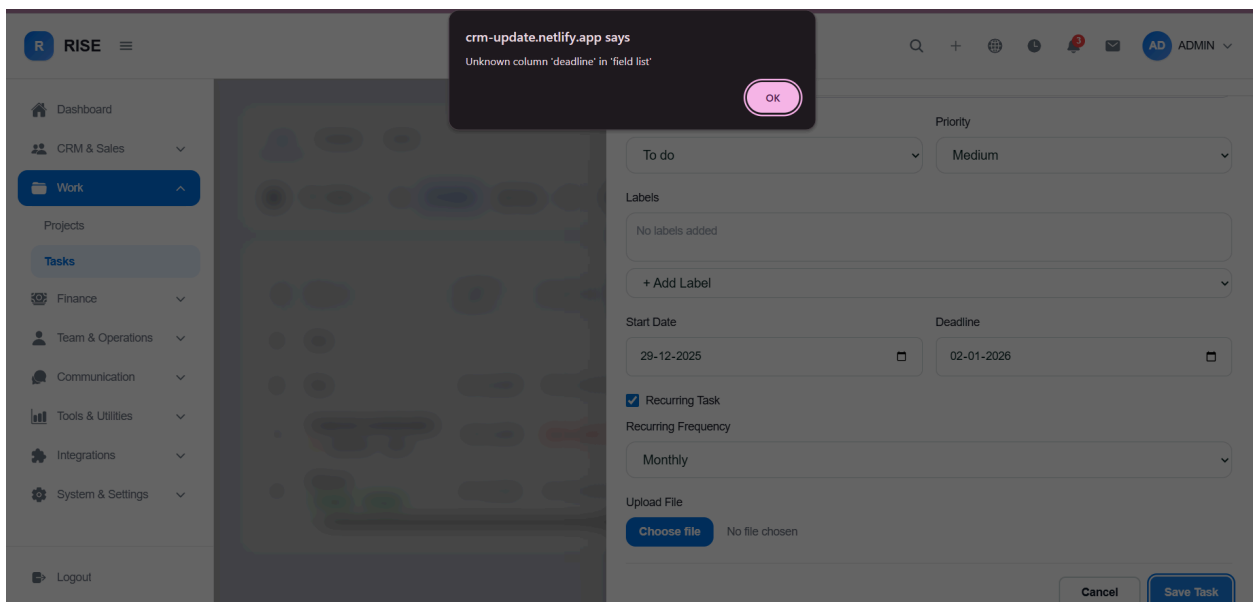 crm-update.netlify.app says
Unknown column 'deadline' in 'field list'
OK
R RISE
3
AD ADMIN
Dashboard
CRM & Sales
Work
Projects
Tasks
Finance
Team & Operations
Communication
Tools & Utilities
Integrations
System & Settings
Logout
Priority
To do Medium
Labels
No labels added
+ Add Label
Start Date Deadline
29-12-2025 02-01-2026
Recurring Task
Recurring Frequency
Monthly
Upload File
Choose file No file chosen
Cancel Save Task